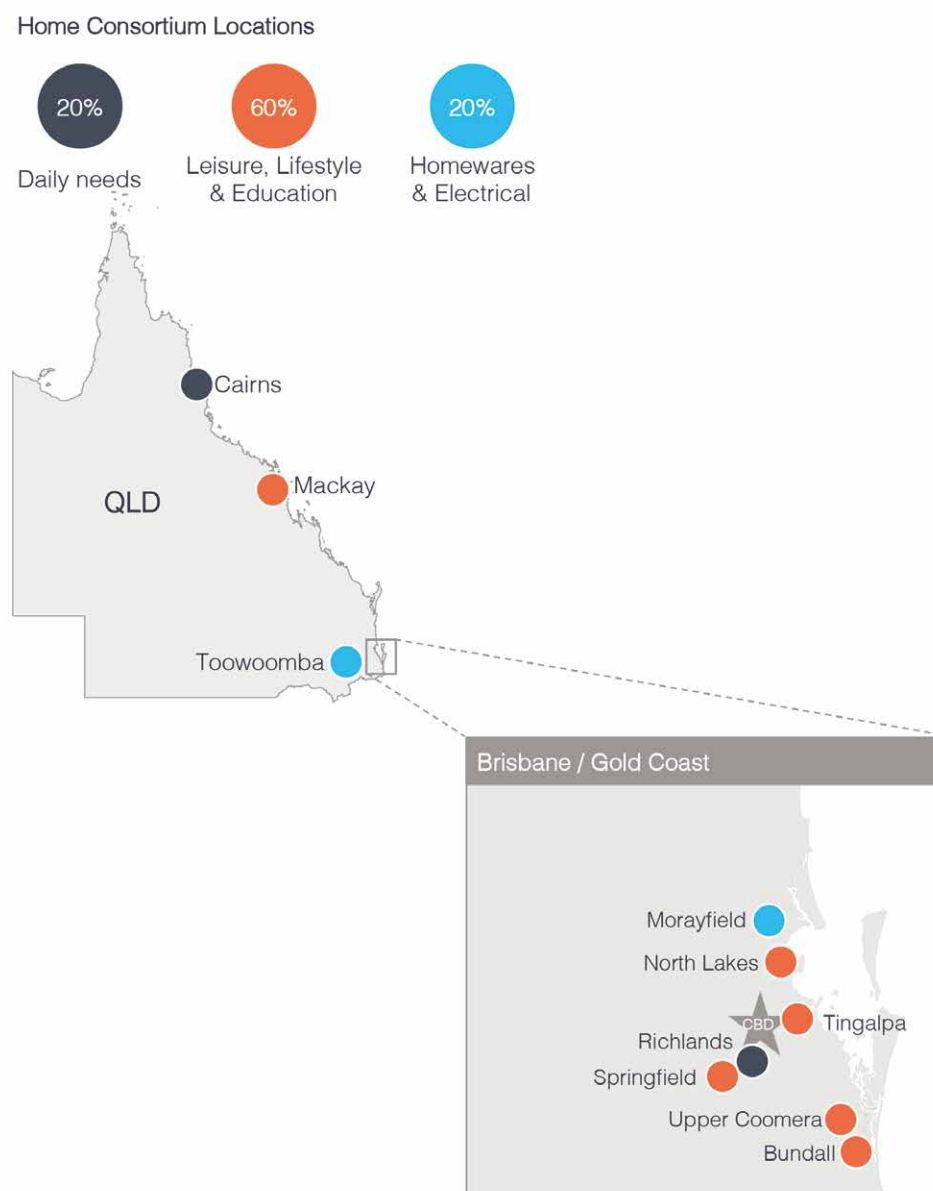 Home Consortium Locations
20%
60%
20%
Daily needs
Leisure, Lifestyle
& Education
Homewares
& Electrical
Cairns
Mackay
QLD
Toowoomba
Brisbane / Gold Coast
Morayfield
North Lakes
CBD
Tingalpa
Richlands
Springfield
Upper Coomera
Bundall